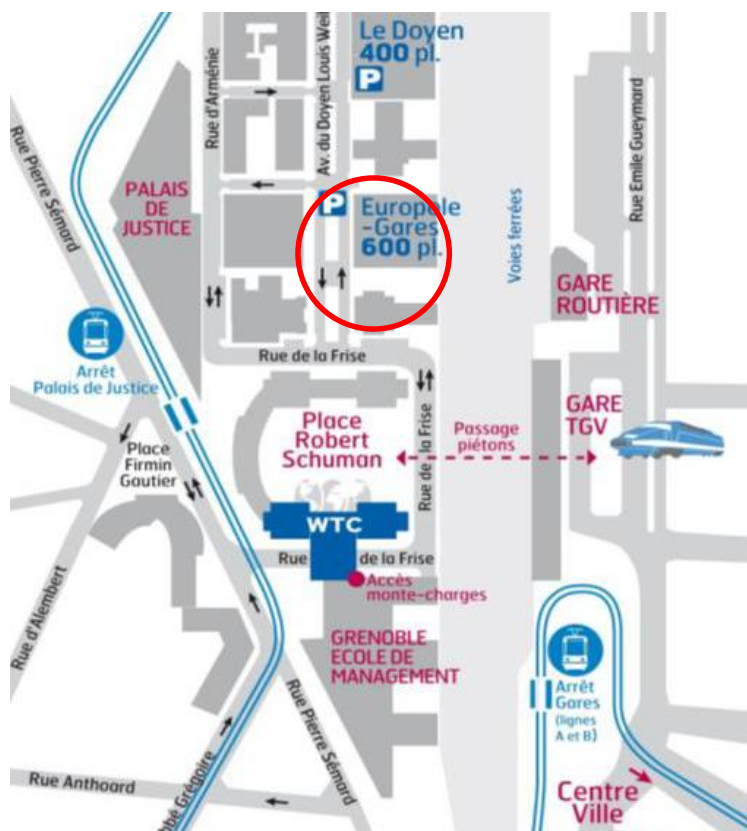 Le Doyen
400 pl.
P
Rue d'Arménie
Av. du Doyen Louis Weil
Rue Emile Gueymard
Rue Pierre Sémard
PALAIS
DE
JUSTICE
P
Europole
-Gares
600 pl.
Voies ferrées
GARE
ROUTIÈRE
Arrêt
Palais de Justice
Rue de la Frise
GARE
TGV
Place
Robert
Schuman
Passage
piétons
Rue de la Frise
Place
Firmin
Gautier
WTC
Rue de la Frise
Accès
monte-charges
Rue d'Alembert
GRENOBLE
ECOLE DE
MANAGEMENT
Arrêt
Gares
(lignes
A et B)
Rue Pierre Sémard
Rue Anthoard
bbé Grégoire
Centre
Ville